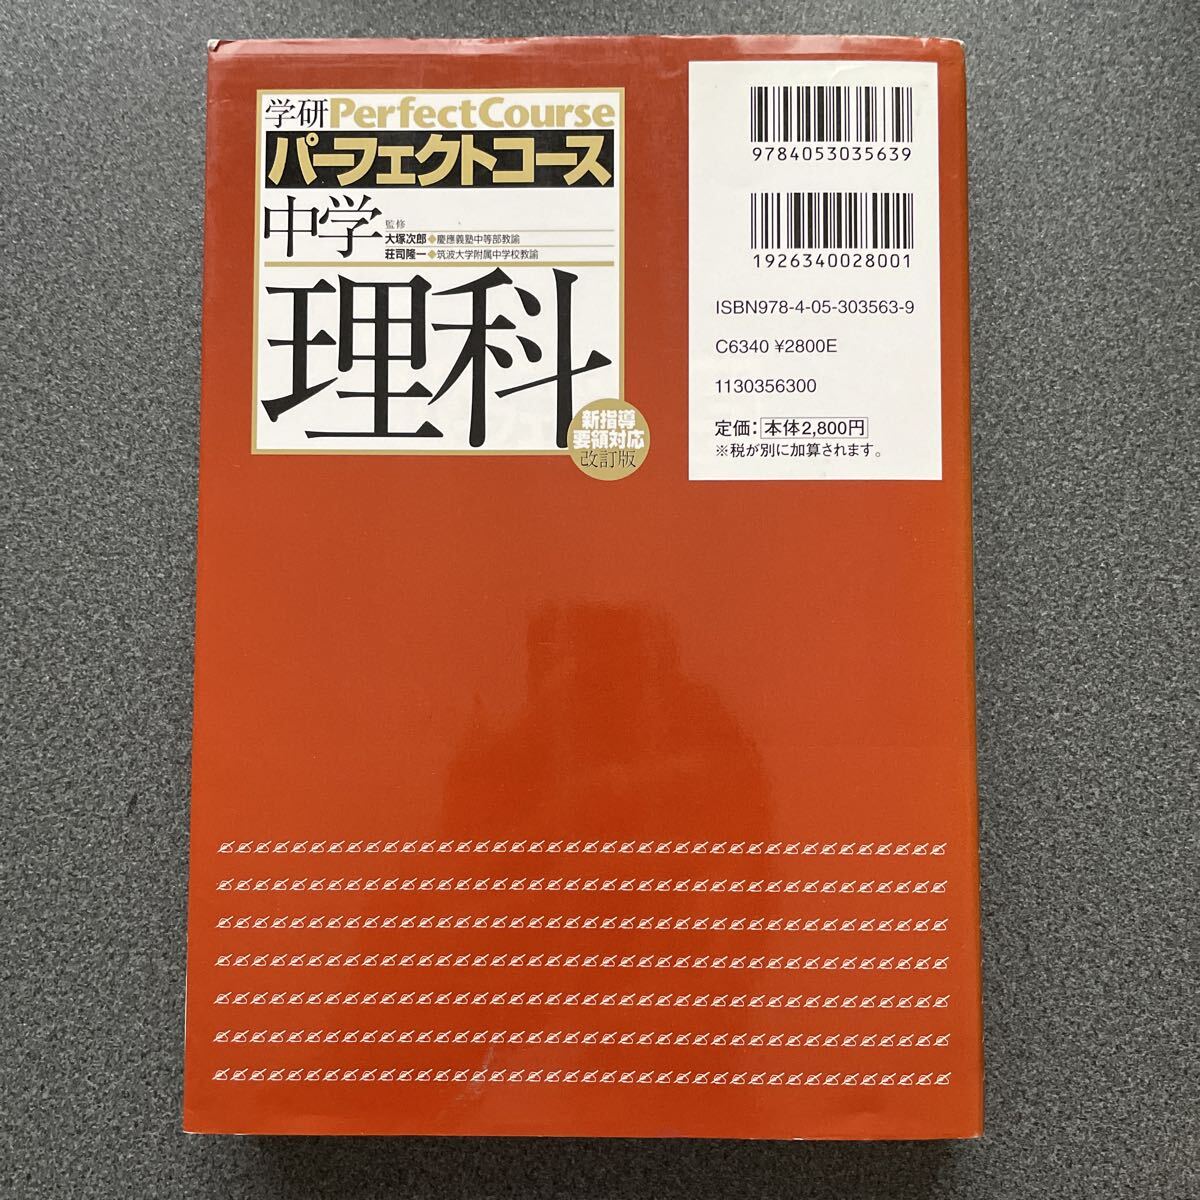 学研PerfectCourse
パーフェクトコース
中学
監修
大塚次郎◆慶應義塾中等部教諭
荘司隆一◆筑波大学附属中学校教諭
理科
新指導
要領対応
改訂版
9784053035639
1926340028001
ISBN978-4-05-303563-9
C6340 ¥2800E
1130356300
定価：本体2,800円
※税が別に加算されます。